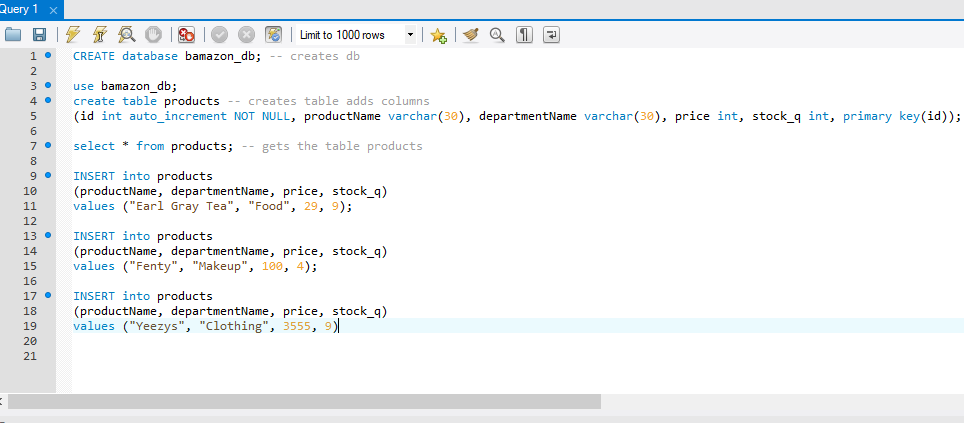 Query 1
Limit to 1000 rows
1 CREATE database bamazon_db; -- creates db
2
3 use bamazon_db;
4 create table products -- creates table adds columns
5 (id int auto_increment NOT NULL, productName varchar(30), departmentName varchar(30), price int, stock_q int, primary key(id));
6
7 select * from products; -- gets the table products
8
9 INSERT into products
10 (productName, departmentName, price, stock_q)
11 values ("Earl Gray Tea", "Food", 29, 9);
12
13 INSERT into products
14 (productName, departmentName, price, stock_q)
15 values ("Fenty", "Makeup", 100, 4);
16
17 INSERT into products
18 (productName, departmentName, price, stock_q)
19 values ("Yeezys", "Clothing", 3555, 9)
20
21